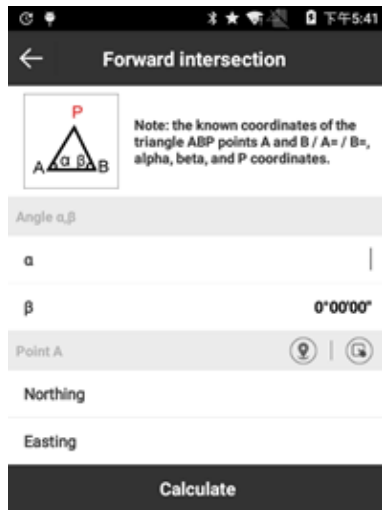 下午5:41
Forward intersection
P
A α β B
Note: the known coordinates of the
triangle ABP points A and B / A= / B=,
alpha, beta, and P coordinates.
Angle α,β
α
β 0°00'00"
Point A
Northing
Easting
Calculate